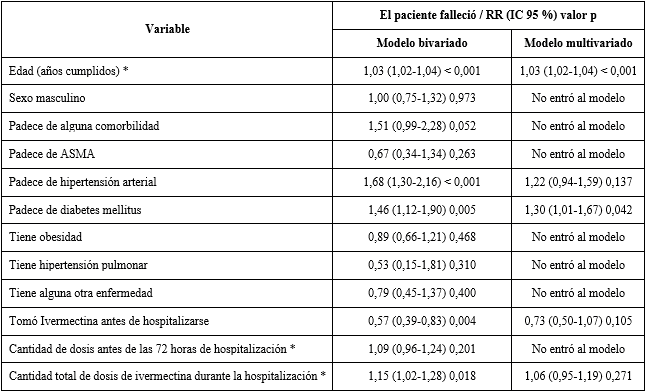 Variable
El paciente falleció / RR (IC 95 %) valor p
Modelo bivariado Modelo multivariado
Edad (años cumplidos) * 1,03 (1,02-1,04) < 0,001 1,03 (1,02-1,04) < 0,001
Sexo masculino 1,00 (0,75-1,32) 0,973 No entró al modelo
Padece de alguna comorbilidad 1,51 (0,99-2,28) 0,052 No entró al modelo
Padece de ASMA 0,67 (0,34-1,34) 0,263 No entró al modelo
Padece de hipertensión arterial 1,68 (1,30-2,16) < 0,001 1,22 (0,94-1,59) 0,137
Padece de diabetes mellitus 1,46 (1,12-1,90) 0,005 1,30 (1,01-1,67) 0,042
Tiene obesidad 0,89 (0,66-1,21) 0,468 No entró al modelo
Tiene hipertensión pulmonar 0,53 (0,15-1,81) 0,310 No entró al modelo
Tiene alguna otra enfermedad 0,79 (0,45-1,37) 0,400 No entró al modelo
Tomó Ivermectina antes de hospitalizarse 0,57 (0,39-0,83) 0,004 0,73 (0,50-1,07) 0,105
Cantidad de dosis antes de las 72 horas de hospitalización * 1,09 (0,96-1,24) 0,201 No entró al modelo
Cantidad total de dosis de ivermectina durante la hospitalización * 1,15 (1,02-1,28) 0,018 1,06 (0,95-1,19) 0,271